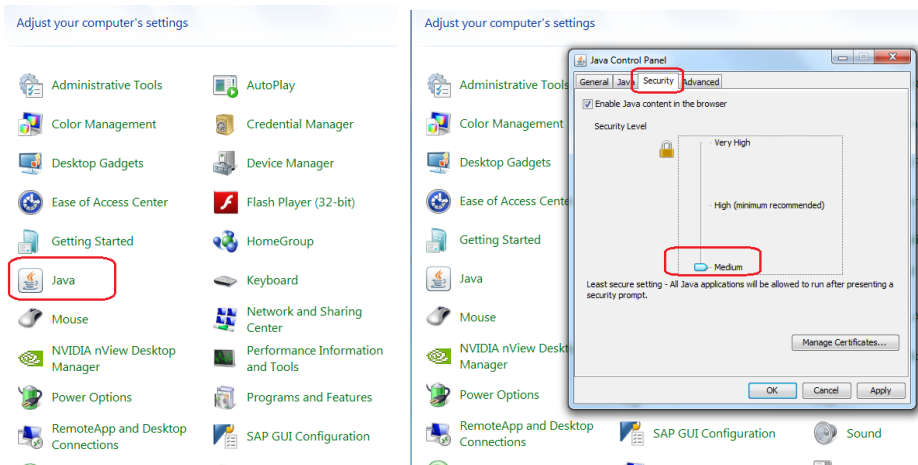 Adjust your computer's settings
Administrative Tools
AutoPlay
Color Management
Credential Manager
Desktop Gadgets
Device Manager
Ease of Access Center
Flash Player (32-bit)
Getting Started
HomeGroup
Java
Keyboard
Mouse
Network and Sharing
Center
NVIDIA nView Desktop
Manager
Performance Information
and Tools
Power Options
Programs and Features
RemoteApp and Desktop
Connections
SAP GUI Configuration
Adjust your computer's settings
Administrative Tools
Color Management
Desktop Gadgets
Ease of Access Cente
Getting Started
Java
Mouse
NVIDIA nView Deskt
Manager
Power Options
RemoteApp and Desktop
Connections
SAP GUI Configuration
Sound
Java Control Panel
General
Java
Security
Advanced
Enable Java content in the browser
Security Level
Very High
High (minimum recommended)
Medium
Least secure setting - All Java applications will be allowed to run after presenting a
security prompt.
Manage Certificates...
OK
Cancel
Apply